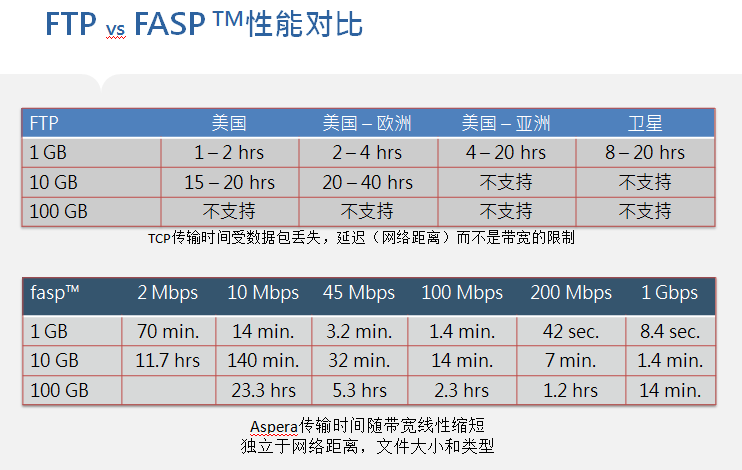 FTP vs FASP ™性能对比
FTP 美国 美国 – 欧洲 美国 – 亚洲 卫星
1 GB 1 – 2 hrs 2 – 4 hrs 4 – 20 hrs 8 – 20 hrs
10 GB 15 – 20 hrs 20 – 40 hrs 不支持 不支持
100 GB 不支持 不支持 不支持 不支持
TCP传输时间受数据包丢失，延迟（网络距离）而不是带宽的限制
fasp™ 2 Mbps 10 Mbps 45 Mbps 100 Mbps 200 Mbps 1 Gbps
1 GB 70 min. 14 min. 3.2 min. 1.4 min. 42 sec. 8.4 sec.
10 GB 11.7 hrs 140 min. 32 min. 14 min. 7 min. 1.4 min.
100 GB 23.3 hrs 5.3 hrs 2.3 hrs 1.2 hrs 14 min.
Aspera传输时间随带宽线性缩短
独立于网络距离，文件大小和类型